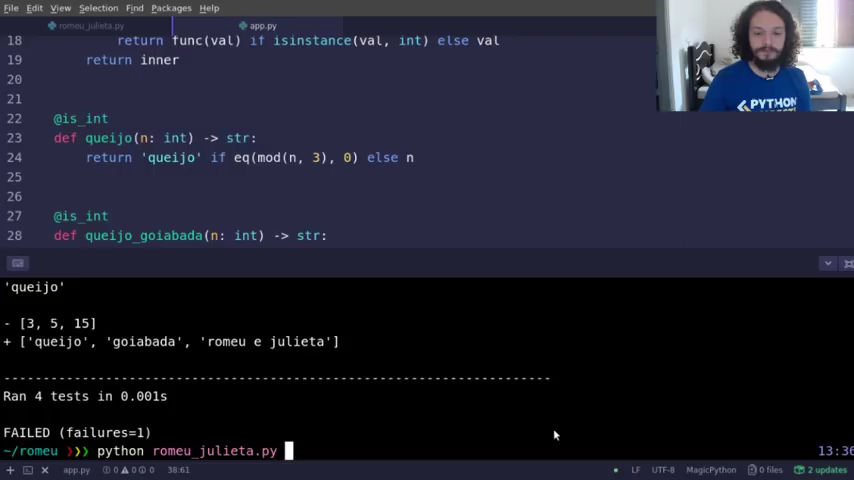 File Edit View Selection Find Packages Help
romeu_julieta.py app.py
18 return func(val) if isinstance(val, int) else val
19 return inner
20
21
22 @is_int
23 def queijo(n: int) -> str:
24 return 'queijo' if eq(mod(n, 3), 0) else n
25
26
27 @is_int
28 def queijo_goiabada(n: int) -> str:
PYTHON
'queijo'
- [3, 5, 15]
+ ['queijo', 'goiabada', 'romeu e julieta']
----------------------------------------------------------------------
Ran 4 tests in 0.001s
FAILED (failures=1)
~/romeu ❯❯❯ python romeu_julieta.py 13:36
app.py 0 0 0 38:61 LF UTF-8 MagicPython 0 files 2 updates